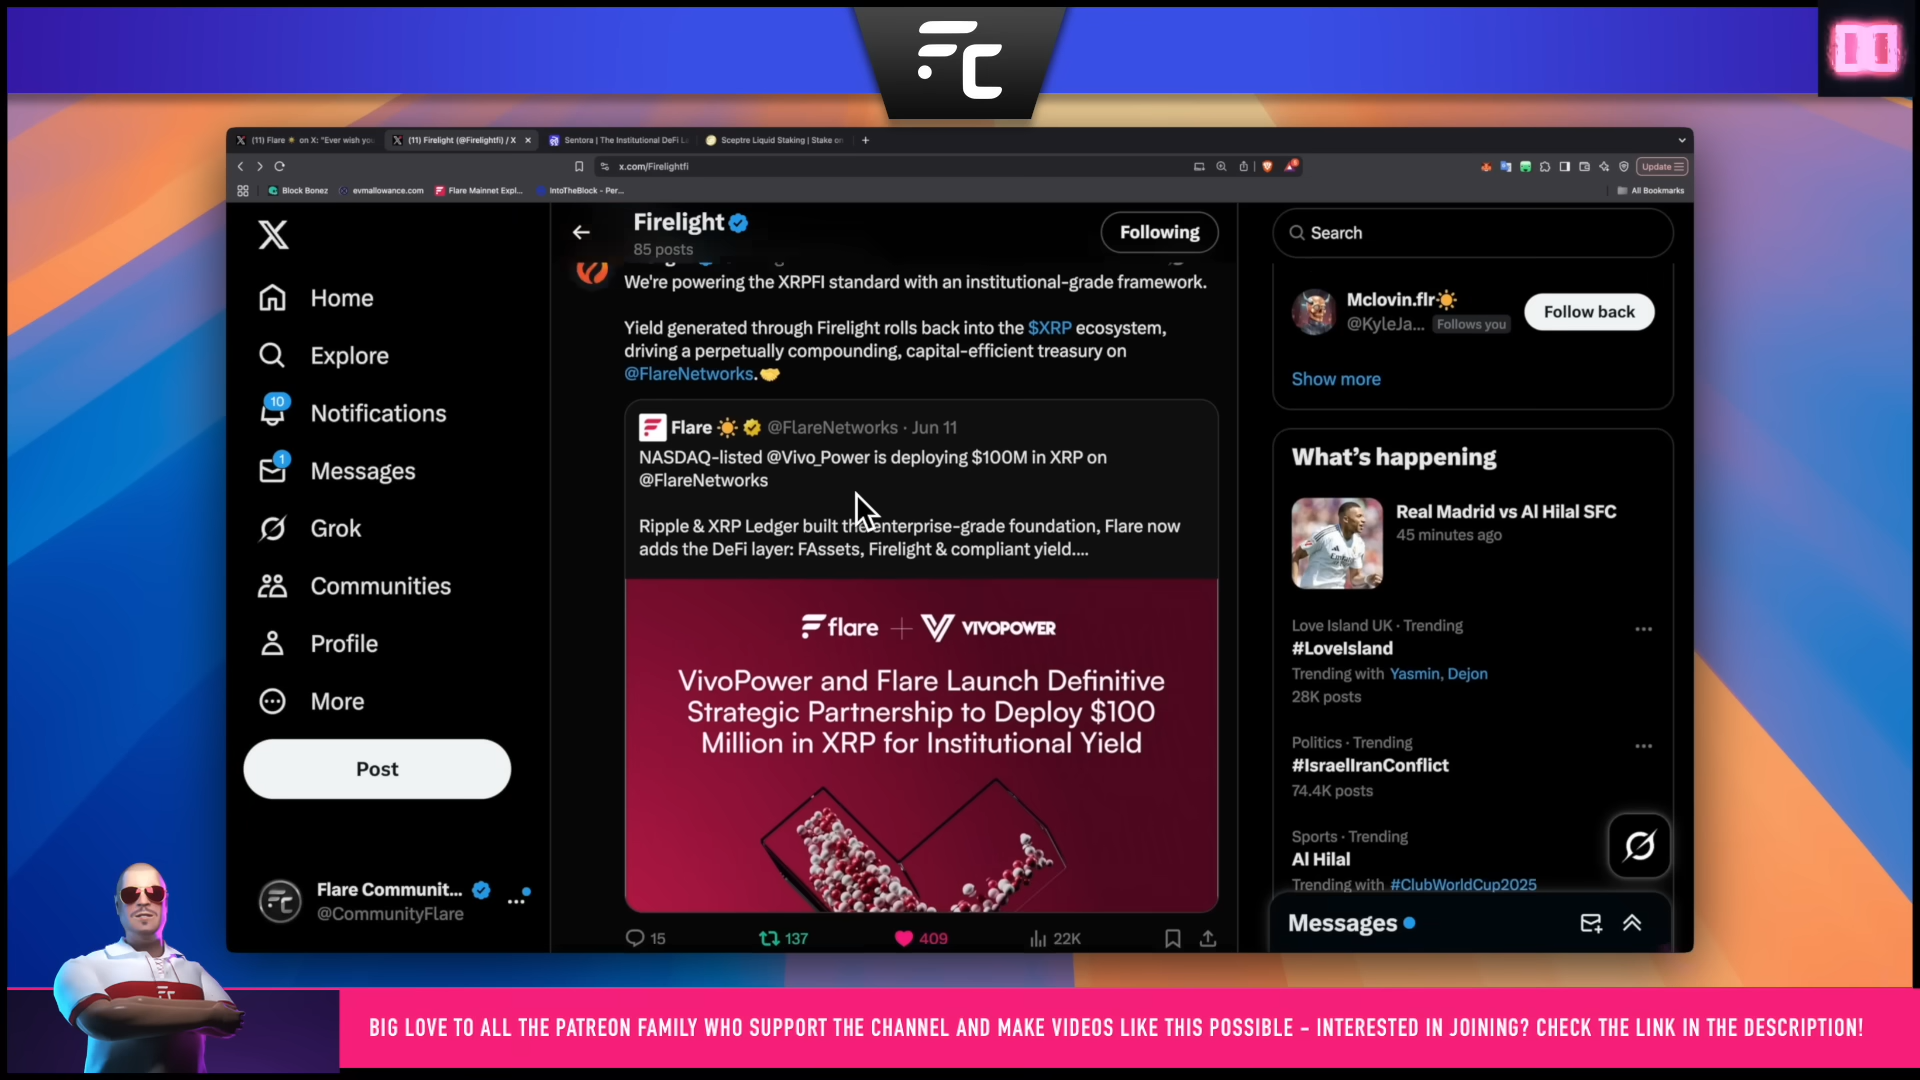 FC
(11) Flare on X: "Ever wish you
(11) Firelight (@Firelightfi) / X
Sentora | The Institutional DeFi La
Sceptre Liquid Staking | Stake on
x.com/Firelightfi
Update
Block Bonez
evmallowance.com
Flare Mainnet Expl...
IntoTheBlock - Per...
All Bookmarks
Home
Explore
10
Notifications
1
Messages
Grok
Communities
Profile
More
Post
Flare Communit...
@CommunityFlare
Firelight
85 posts
Following
We're powering the XRPFI standard with an institutional-grade framework.
Yield generated through Firelight rolls back into the $XRP ecosystem,
driving a perpetually compounding, capital-efficient treasury on
@FlareNetworks.
Flare @FlareNetworks · Jun 11
NASDAQ-listed @Vivo_Power is deploying $100M in XRP on
@FlareNetworks
Ripple & XRP Ledger built the enterprise-grade foundation, Flare now
adds the DeFi layer: FAssets, Firelight & compliant yield....
flare + VIVOPOWER
VivoPower and Flare Launch Definitive
Strategic Partnership to Deploy $100
Million in XRP for Institutional Yield
15
137
409
22K
Search
Mclovin.flr
@KyleJa... Follows you
Follow back
Show more
What's happening
Real Madrid vs Al Hilal SFC
45 minutes ago
Love Island UK · Trending
#LoveIsland
Trending with Yasmin, Dejon
28K posts
Politics · Trending
#IsraelIranConflict
74.4K posts
Sports · Trending
Al Hilal
Trending with #ClubWorldCup2025
Messages
BIG LOVE TO ALL THE PATREON FAMILY WHO SUPPORT THE CHANNEL AND MAKE VIDEOS LIKE THIS POSSIBLE - INTERESTED IN JOINING? CHECK THE LINK IN THE DESCRIPTION!